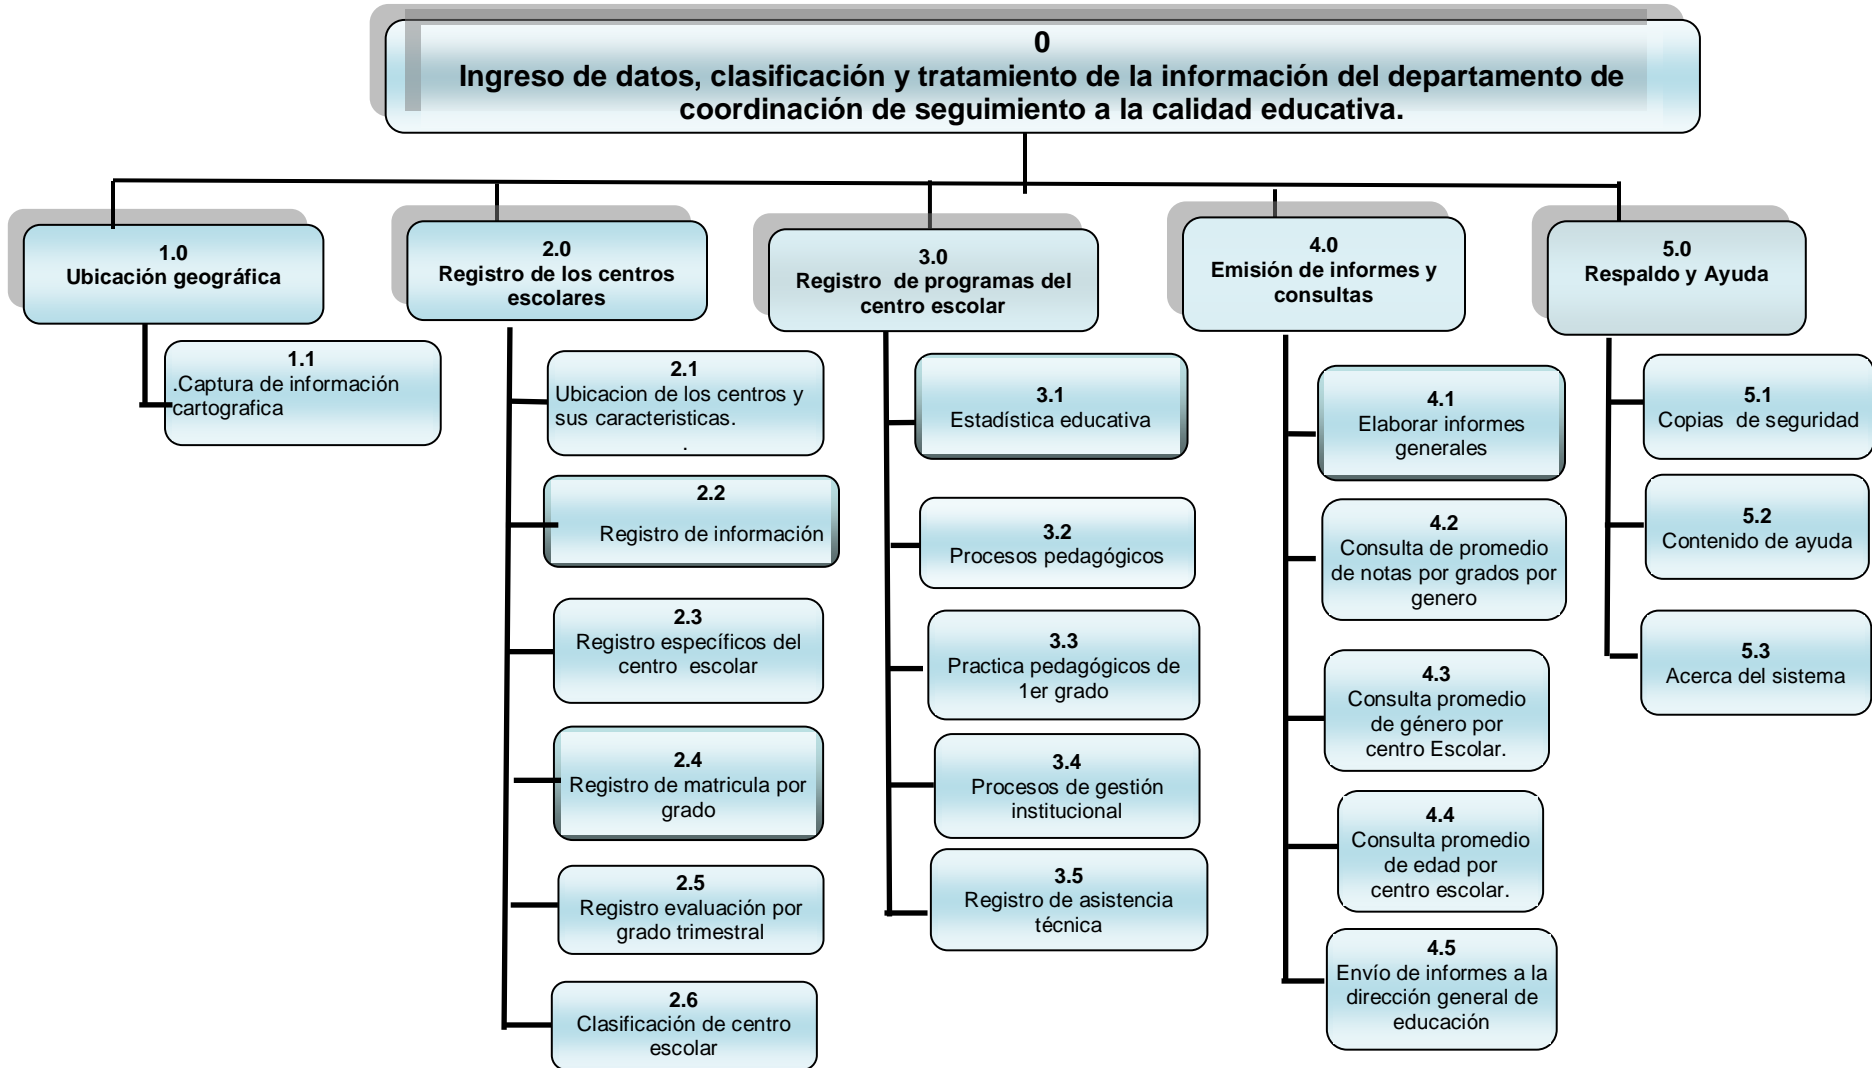 0
Ingreso de datos, clasificación y tratamiento de la información del departamento de
coordinación de seguimiento a la calidad educativa.
1.0
Ubicación geográfica
1.1
.Captura de información
cartografica
2.0
Registro de los centros
escolares
2.1
Ubicacion de los centros y
sus caracteristicas.
.
2.2
Registro de información
2.3
Registro específicos del
centro escolar
2.4
Registro de matricula por
grado
2.5
Registro evaluación por
grado trimestral
2.6
Clasificación de centro
escolar
3.0
Registro de programas del
centro escolar
3.1
Estadística educativa
3.2
Procesos pedagógicos
3.3
Practica pedagógicos de
1er grado
3.4
Procesos de gestión
institucional
3.5
Registro de asistencia
técnica
4.0
Emisión de informes y
consultas
4.1
Elaborar informes
generales
4.2
Consulta de promedio
de notas por grados por
genero
4.3
Consulta promedio
de género por
centro Escolar.
4.4
Consulta promedio
de edad por
centro escolar.
4.5
Envío de informes a la
dirección general de
educación
5.0
Respaldo y Ayuda
5.1
Copias de seguridad
5.2
Contenido de ayuda
5.3
Acerca del sistema